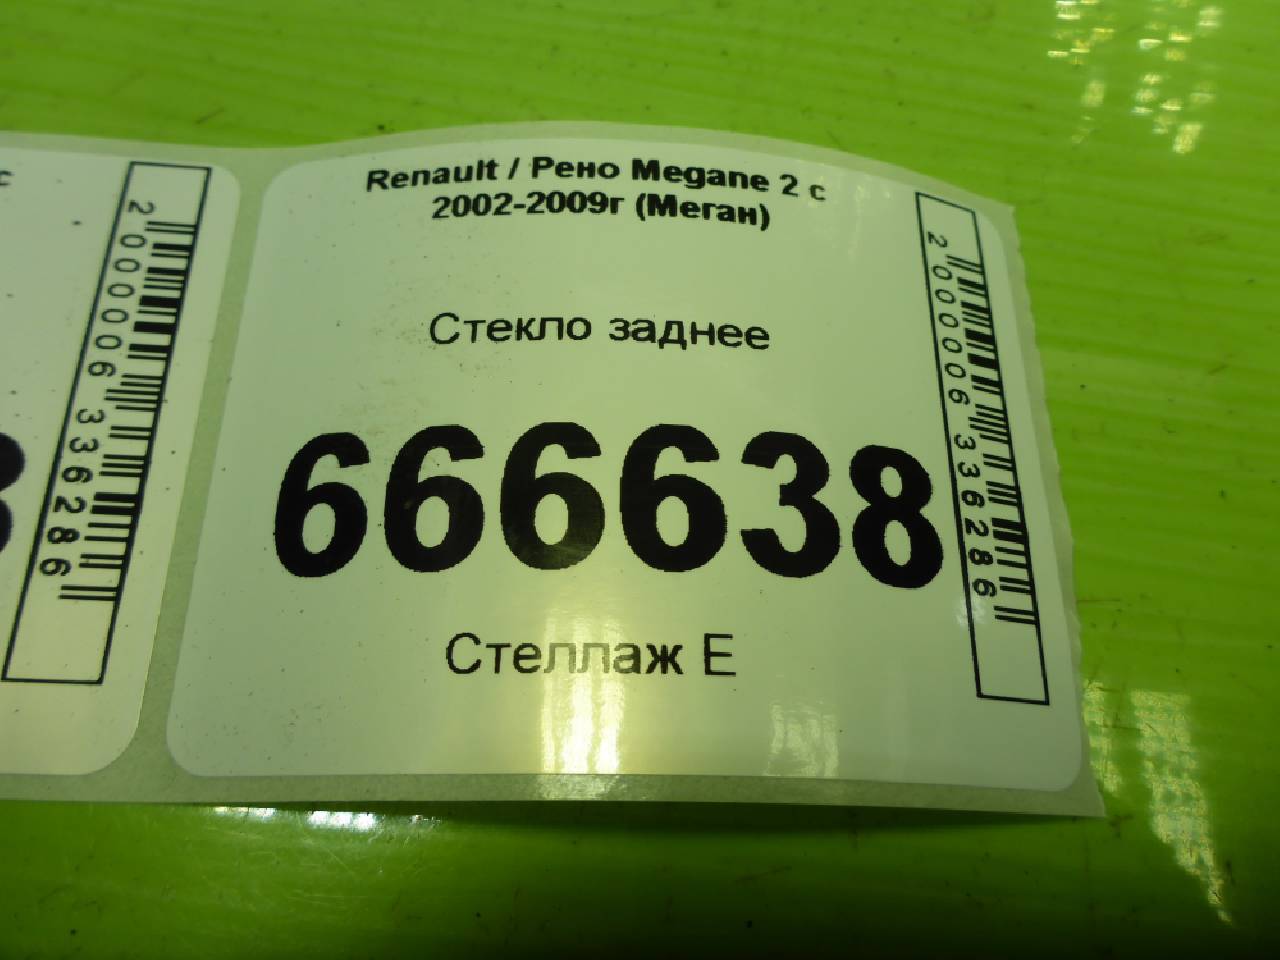 с
2000006336286
Renault / Рено Megane 2 с
2002-2009г (Меган)
Стекло заднее
666638
Стеллаж Е
2000006336286